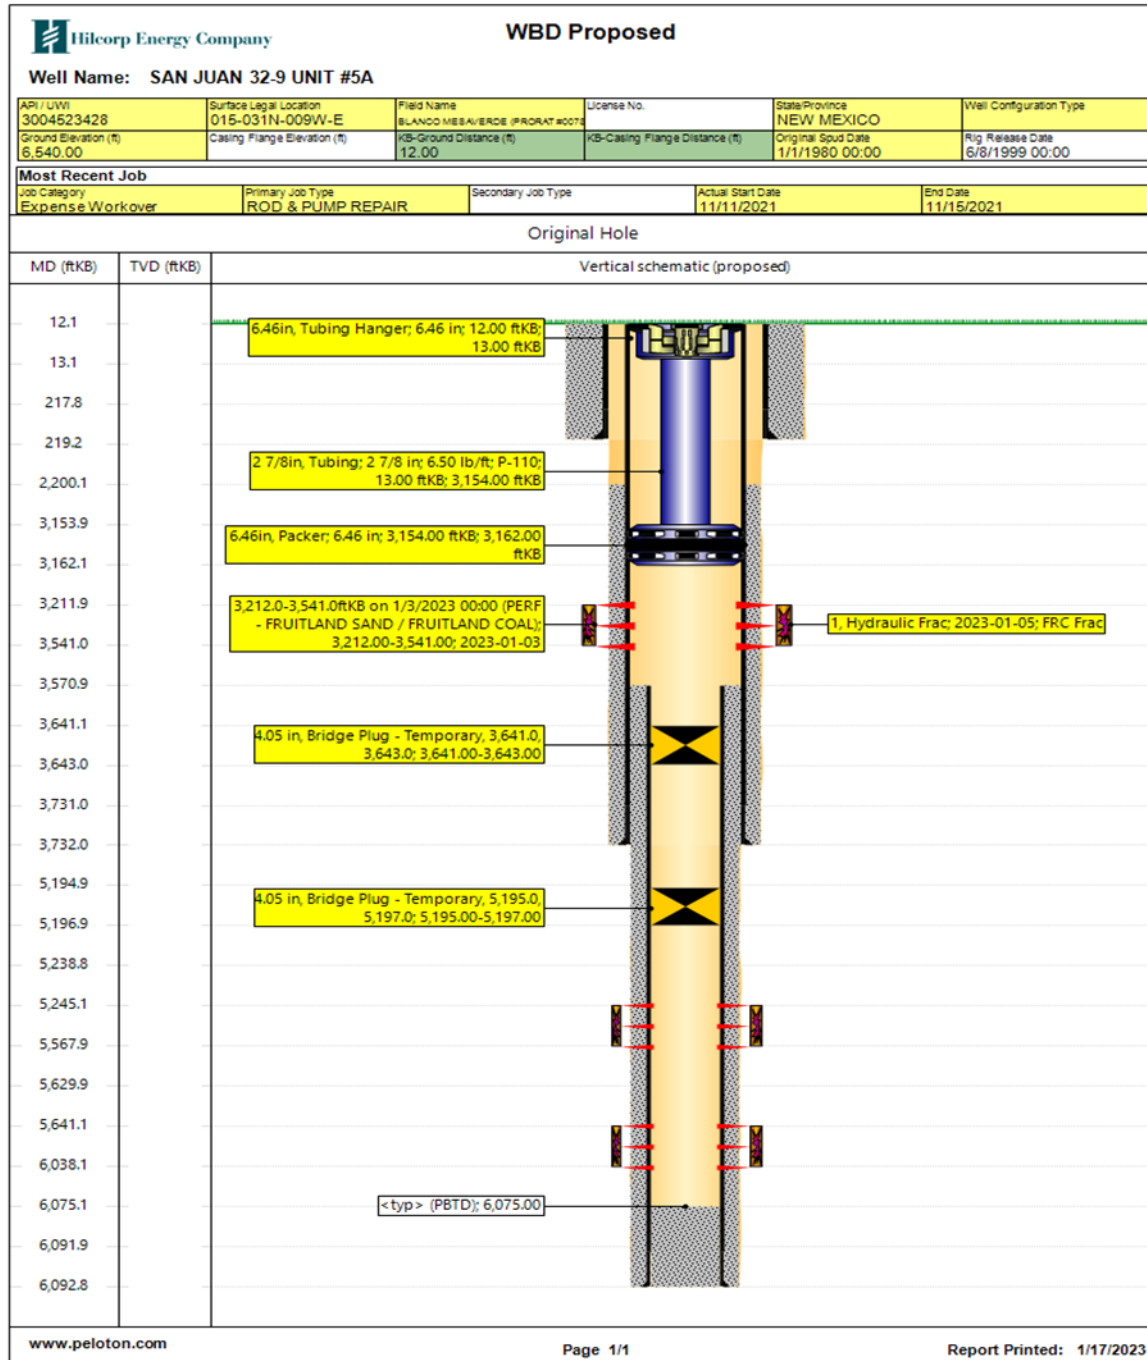 Hilcorp Energy Company
WBD Proposed
Well Name: SAN JUAN 32-9 UNIT #5A
API / UWI
3004523428
Surface Legal Location
015-031N-009W-E
Field Name
BLANCO MESAVERDE (PRORAT #0078
License No.
State/Province
NEW MEXICO
Well Configuration Type
Ground Elevation (ft)
6,540.00
Casing Flange Elevation (ft)
KB-Ground Distance (ft)
12.00
KB-Casing Flange Distance (ft)
Original Spud Date
1/1/1980 00:00
Rig Release Date
6/8/1999 00:00
Most Recent Job
Job Category
Expense Workover
Primary Job Type
ROD & PUMP REPAIR
Secondary Job Type
Actual Start Date
11/11/2021
End Date
11/15/2021
Original Hole
MD (ftKB)
TVD (ftKB)
Vertical schematic (proposed)
12.1
6.46in, Tubing Hanger; 6.46 in; 12.00 ftKB;
13.00 ftKB
13.1
217.8
219.2
2 7/8in, Tubing; 2 7/8 in; 6.50 lb/ft; P-110;
13.00 ftKB; 3,154.00 ftKB
2,200.1
3,153.9
6.46in, Packer; 6.46 in; 3,154.00 ftKB; 3,162.00
ftKB
3,162.1
3,211.9
3,212.0-3,541.0ftKB on 1/3/2023 00:00 (PERF
- FRUITLAND SAND / FRUITLAND COAL);
3,212.00-3,541.00; 2023-01-03
1, Hydraulic Frac; 2023-01-05; FRC Frac
3,541.0
3,570.9
3,641.1
4.05 in, Bridge Plug - Temporary, 3,641.0,
3,643.0; 3,641.00-3,643.00
3,643.0
3,731.0
3,732.0
5,194.9
4.05 in, Bridge Plug - Temporary, 5,195.0,
5,197.0; 5,195.00-5,197.00
5,196.9
5,238.8
5,245.1
5,567.9
5,629.9
5,641.1
6,038.1
6,075.1
<typ> (PBTD); 6,075.00
6,091.9
6,092.8
www.peloton.com
Page 1/1
Report Printed: 1/17/2023